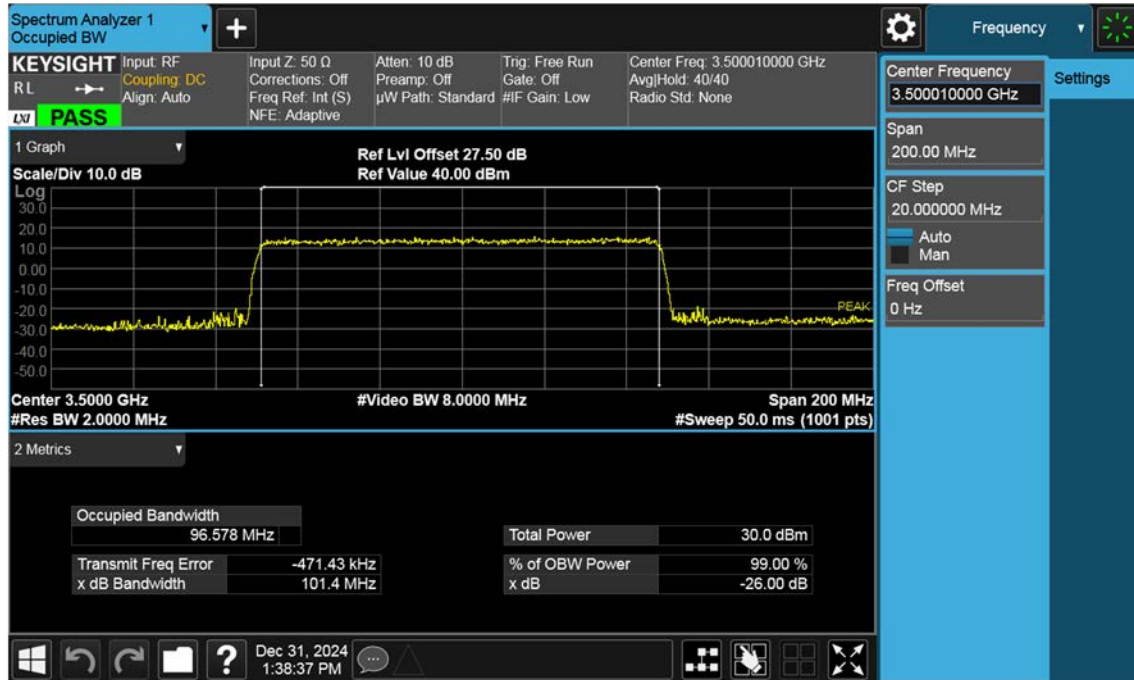 Spectrum Analyzer 1
Occupied BW
+
Frequency
KEYSIGHT
RL
LXI
PASS
Input: RF
Coupling: DC
Align: Auto
Input Z: 50 Ω
Corrections: Off
Freq Ref: Int (S)
NFE: Adaptive
Atten: 10 dB
Preamp: Off
µW Path: Standard
Trig: Free Run
Gate: Off
#IF Gain: Low
Center Freq: 3.500010000 GHz
Avg|Hold: 40/40
Radio Std: None
Center Frequency
3.500010000 GHz
Settings
Span
200.00 MHz
CF Step
20.000000 MHz
Auto
Man
Freq Offset
0 Hz
1 Graph
Scale/Div 10.0 dB
Ref Lvl Offset 27.50 dB
Ref Value 40.00 dBm
Log
30.0
20.0
10.0
0.00
-10.0
-20.0
-30.0
-40.0
-50.0
PEAK
Center 3.5000 GHz
#Video BW 8.0000 MHz
Span 200 MHz
#Res BW 2.0000 MHz
#Sweep 50.0 ms (1001 pts)
2 Metrics
Occupied Bandwidth
96.578 MHz
Total Power 30.0 dBm
Transmit Freq Error -471.43 kHz
% of OBW Power 99.00 %
x dB Bandwidth 101.4 MHz
x dB -26.00 dB
?
Dec 31, 2024
1:38:37 PM